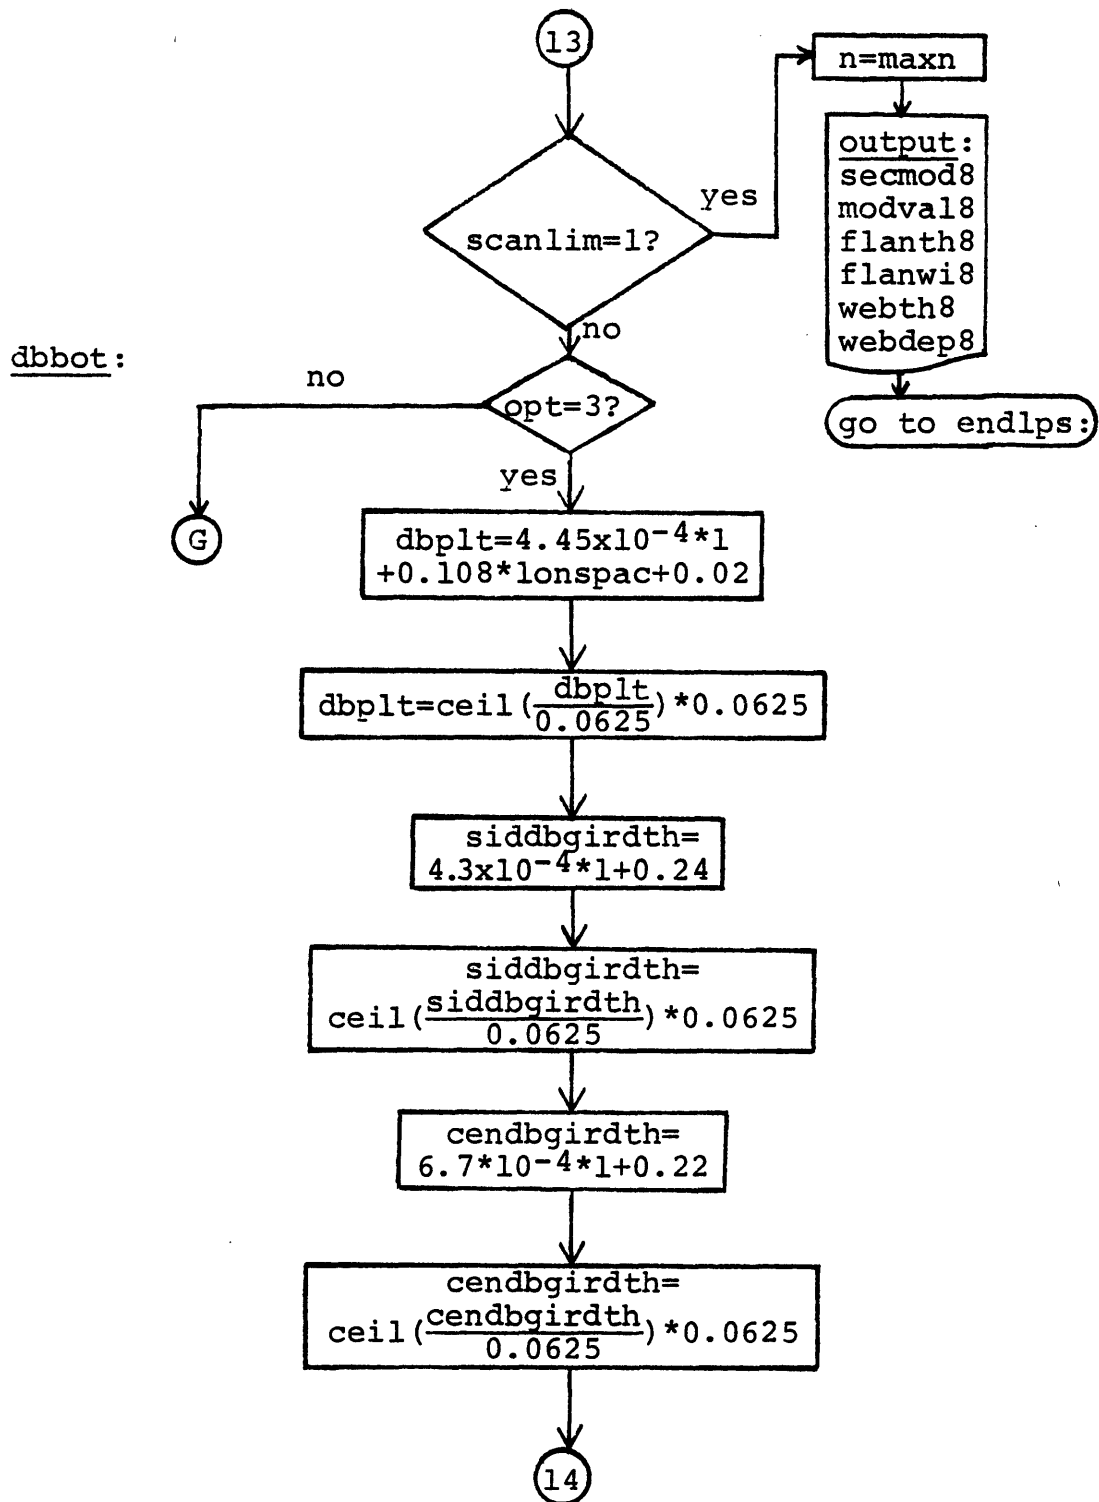 13
n=maxn
output:
secmod8
modval8
flanth8
flanwi8
webth8
webdep8
go to endlps:
yes
scanlim=1?
no
dbbot:
no
opt=3?
yes
G
dbplt=4.45x10⁻⁴*l
+0.108*lonspac+0.02
dbplt=ceil(dbplt/0.0625)*0.0625
siddbgirdth=
4.3x10⁻⁴*l+0.24
siddbgirdth=
ceil(siddbgirdth/0.0625)*0.0625
cendbgirdth=
6.7*10⁻⁴*l+0.22
cendbgirdth=
ceil(cendbgirdth/0.0625)*0.0625
14